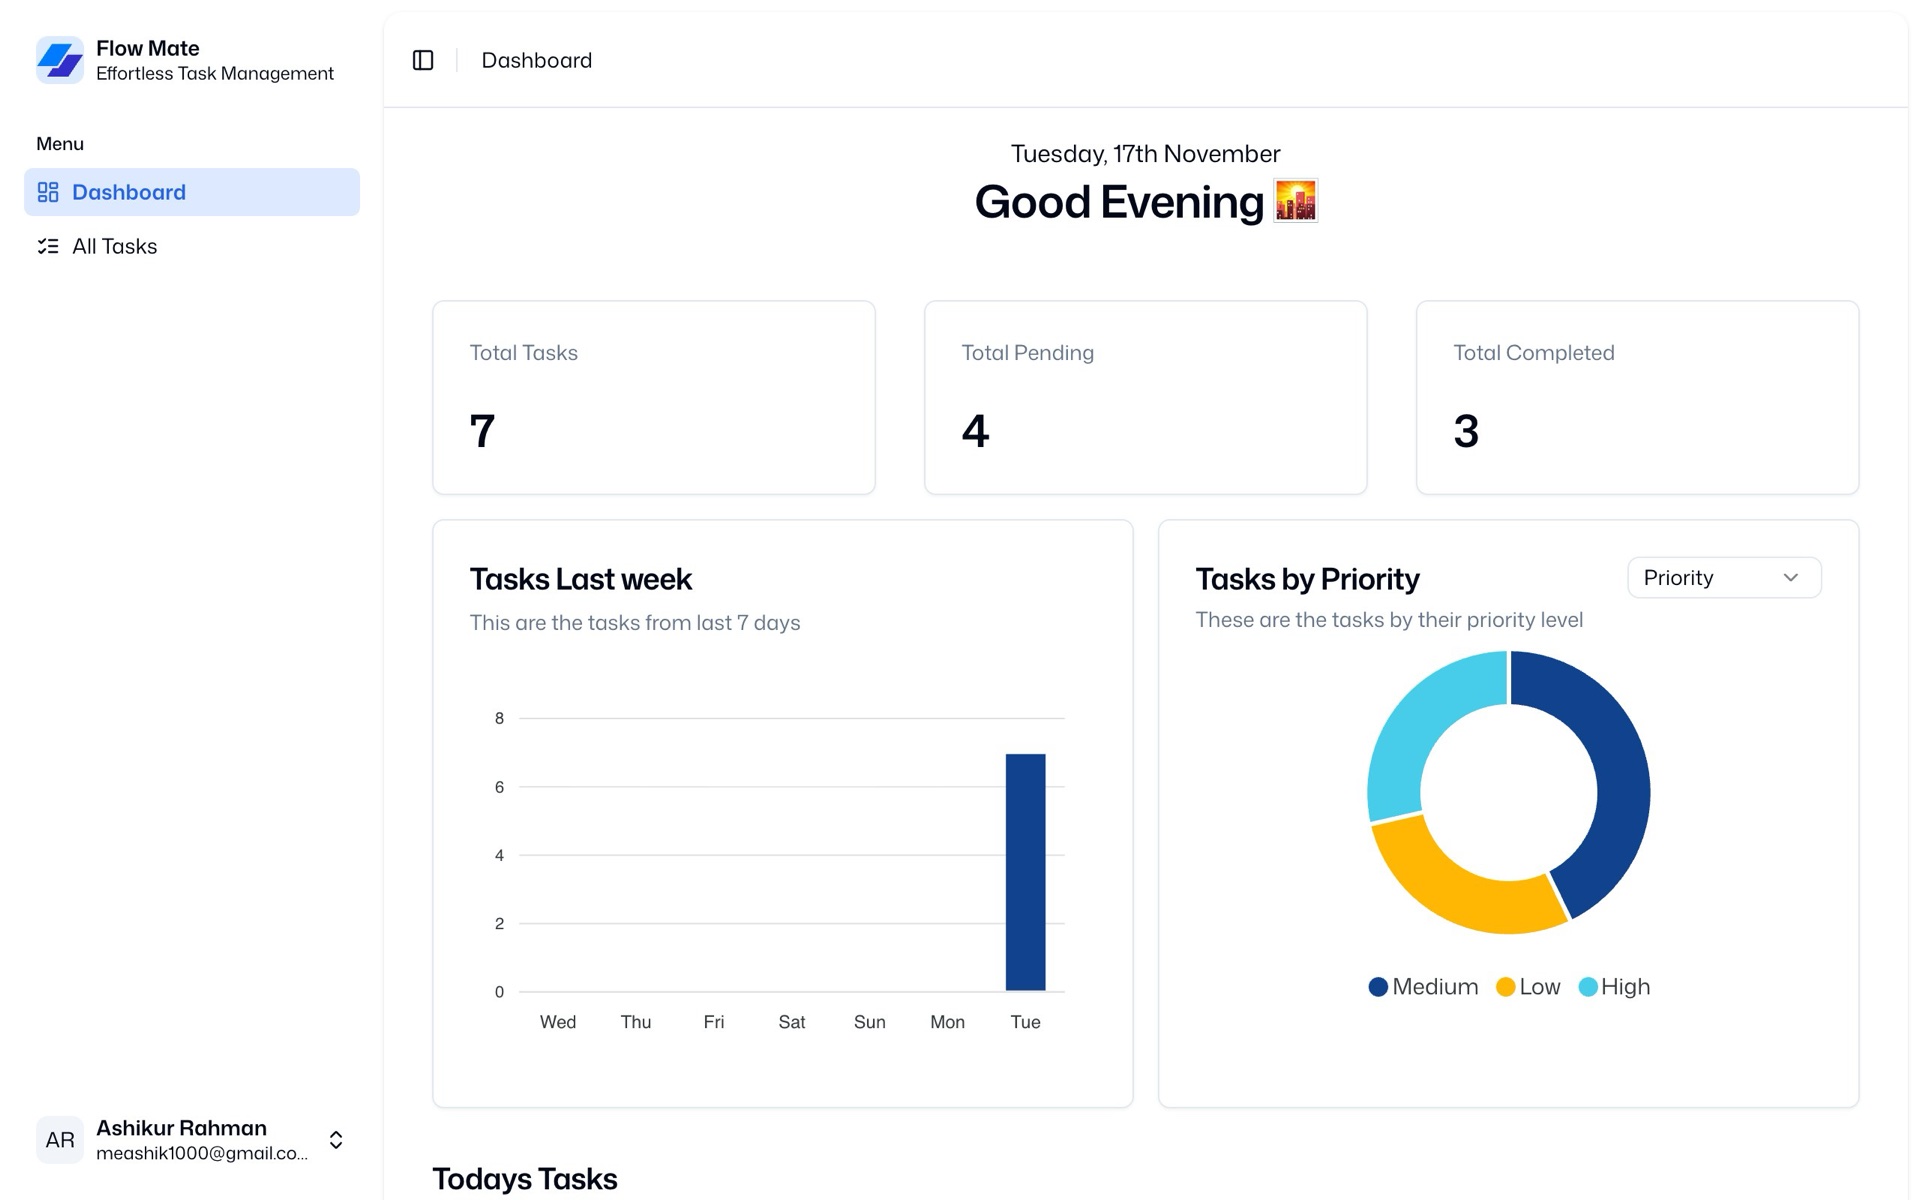 Flow Mate
Effortless Task Management
Menu
Dashboard
All Tasks
AR
Ashikur Rahman
meashik1000@gmail.co...
Dashboard
Tuesday, 17th November
Good Evening 🌇
Total Tasks
7
Total Pending
4
Total Completed
3
Tasks Last week
This are the tasks from last 7 days
8
6
4
2
0
Wed Thu Fri Sat Sun Mon Tue
Tasks by Priority
Priority
These are the tasks by their priority level
Medium Low High
Todays Tasks